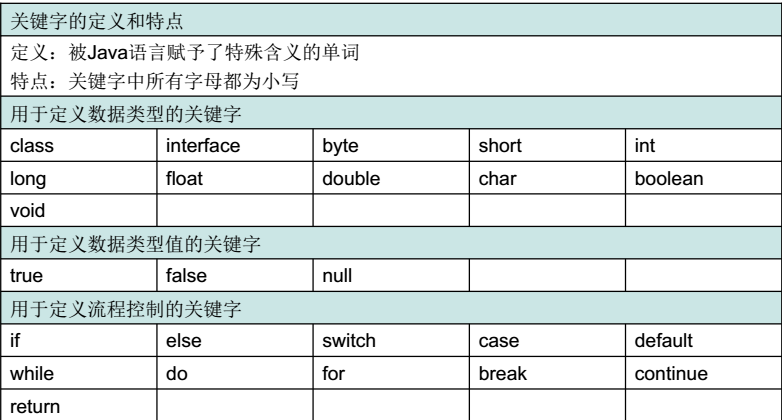 关键字的定义和特点
定义：被Java语言赋予了特殊含义的单词
特点：关键字中所有字母都为小写
用于定义数据类型的关键字
class interface byte short int
long float double char boolean
void
用于定义数据类型值的关键字
true false null
用于定义流程控制的关键字
if else switch case default
while do for break continue
return